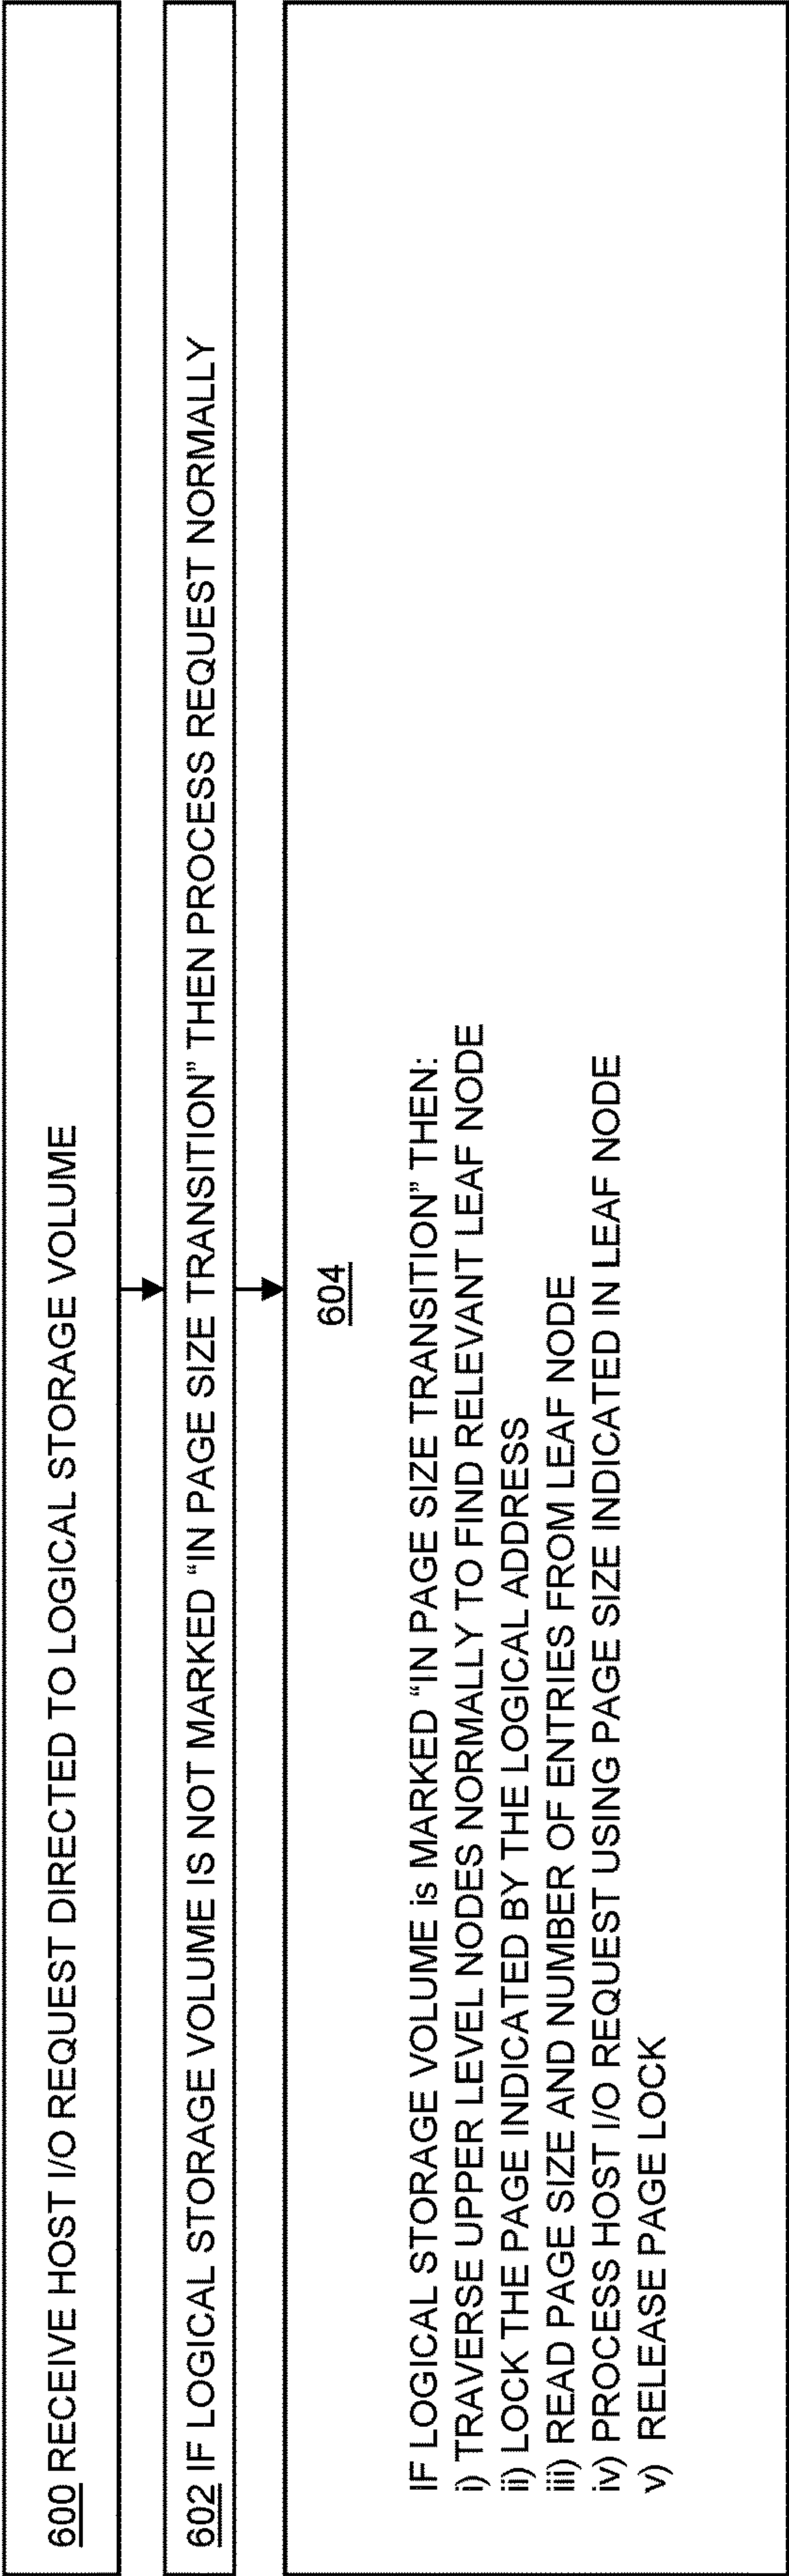 600 RECEIVE HOST I/O REQUEST DIRECTED TO LOGICAL STORAGE VOLUME
602 IF LOGICAL STORAGE VOLUME IS NOT MARKED “IN PAGE SIZE TRANSITION” THEN PROCESS REQUEST NORMALLY
604
IF LOGICAL STORAGE VOLUME is MARKED “IN PAGE SIZE TRANSITION” THEN:
i) TRAVERSE UPPER LEVEL NODES NORMALLY TO FIND RELEVANT LEAF NODE
ii) LOCK THE PAGE INDICATED BY THE LOGICAL ADDRESS
iii) READ PAGE SIZE AND NUMBER OF ENTRIES FROM LEAF NODE
iv) PROCESS HOST I/O REQUEST USING PAGE SIZE INDICATED IN LEAF NODE
v) RELEASE PAGE LOCK